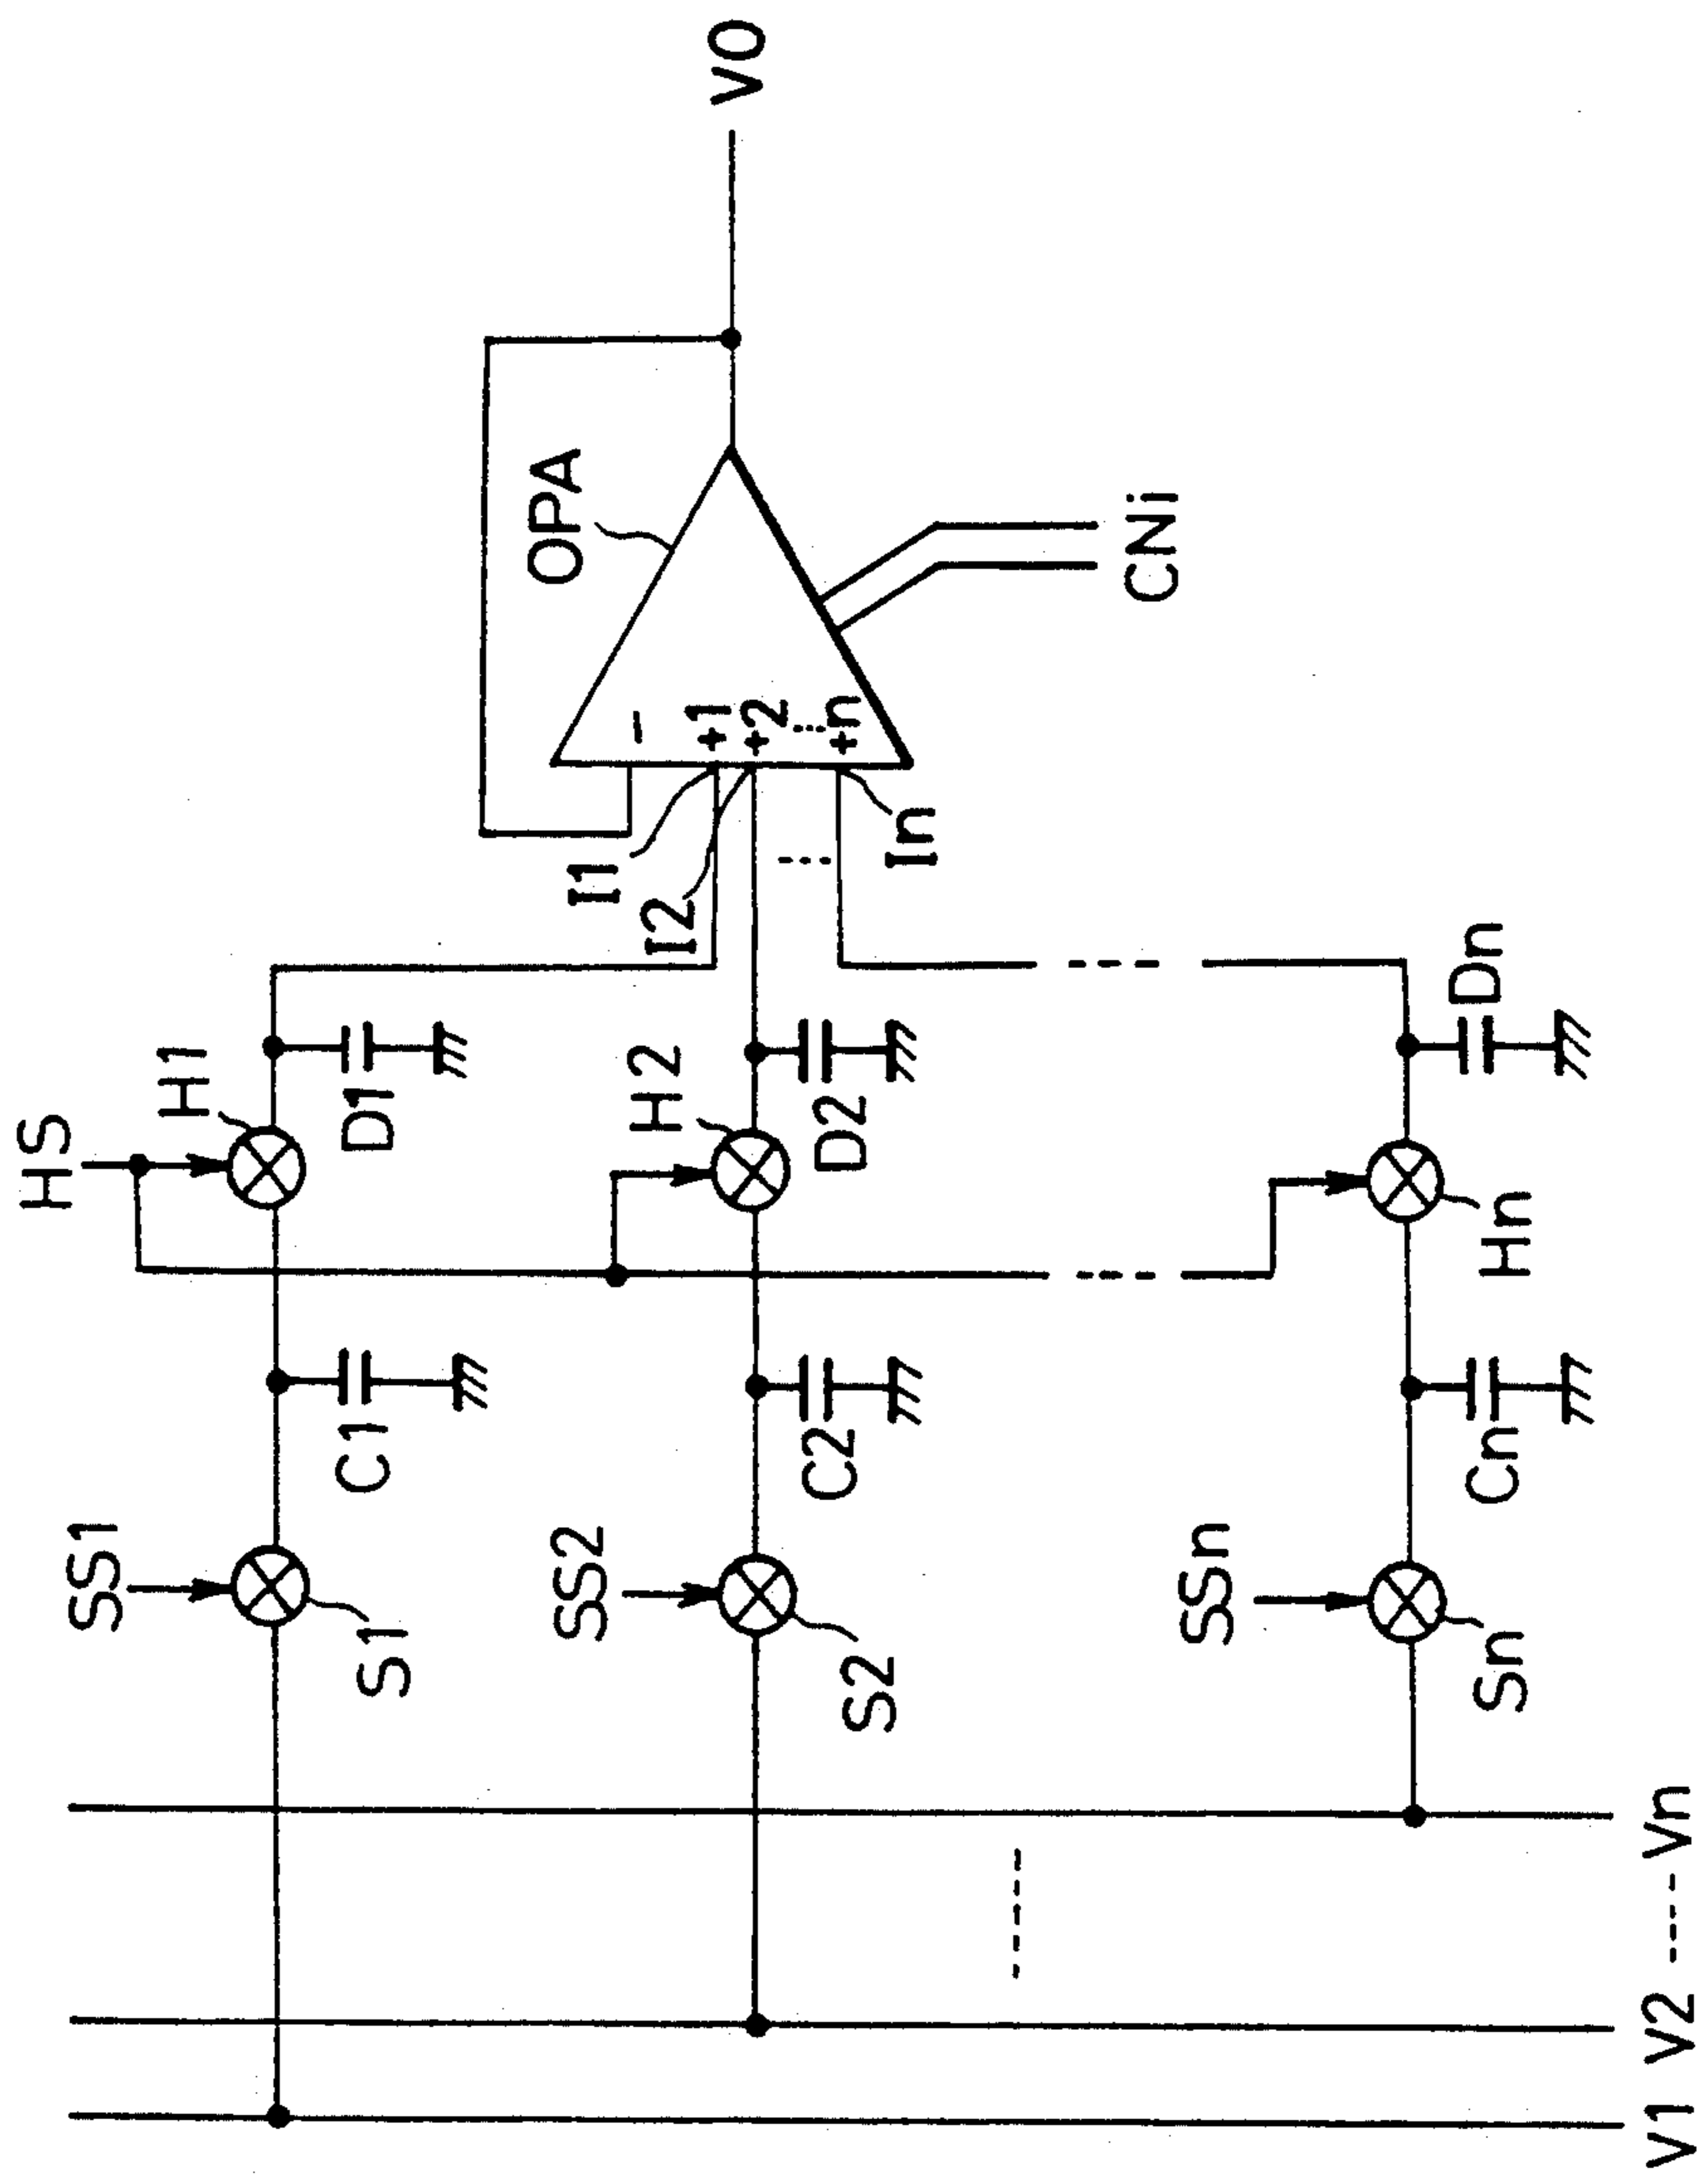 HS
SS1
H1
C1
D1
S1
OPA
SS2
I1
H2
−
I2
+1
VO
+2
C2
D2
+n
S2
In
CNi
SSn
Dn
Cn
Sn
Hn
V1 V2 ---- Vn